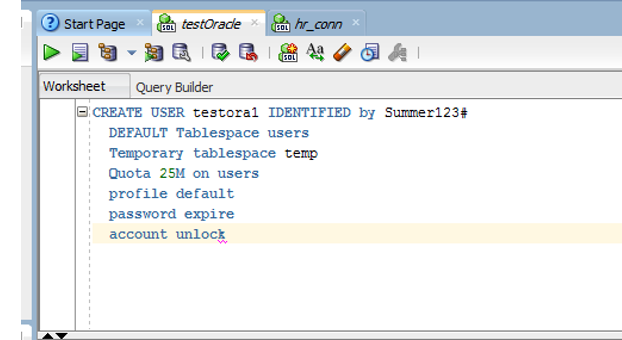 Start Page testOracle hr_conn
Worksheet Query Builder
CREATE USER testora1 IDENTIFIED by Summer123#
DEFAULT Tablespace users
Temporary tablespace temp
Quota 25M on users
profile default
password expire
account unlock